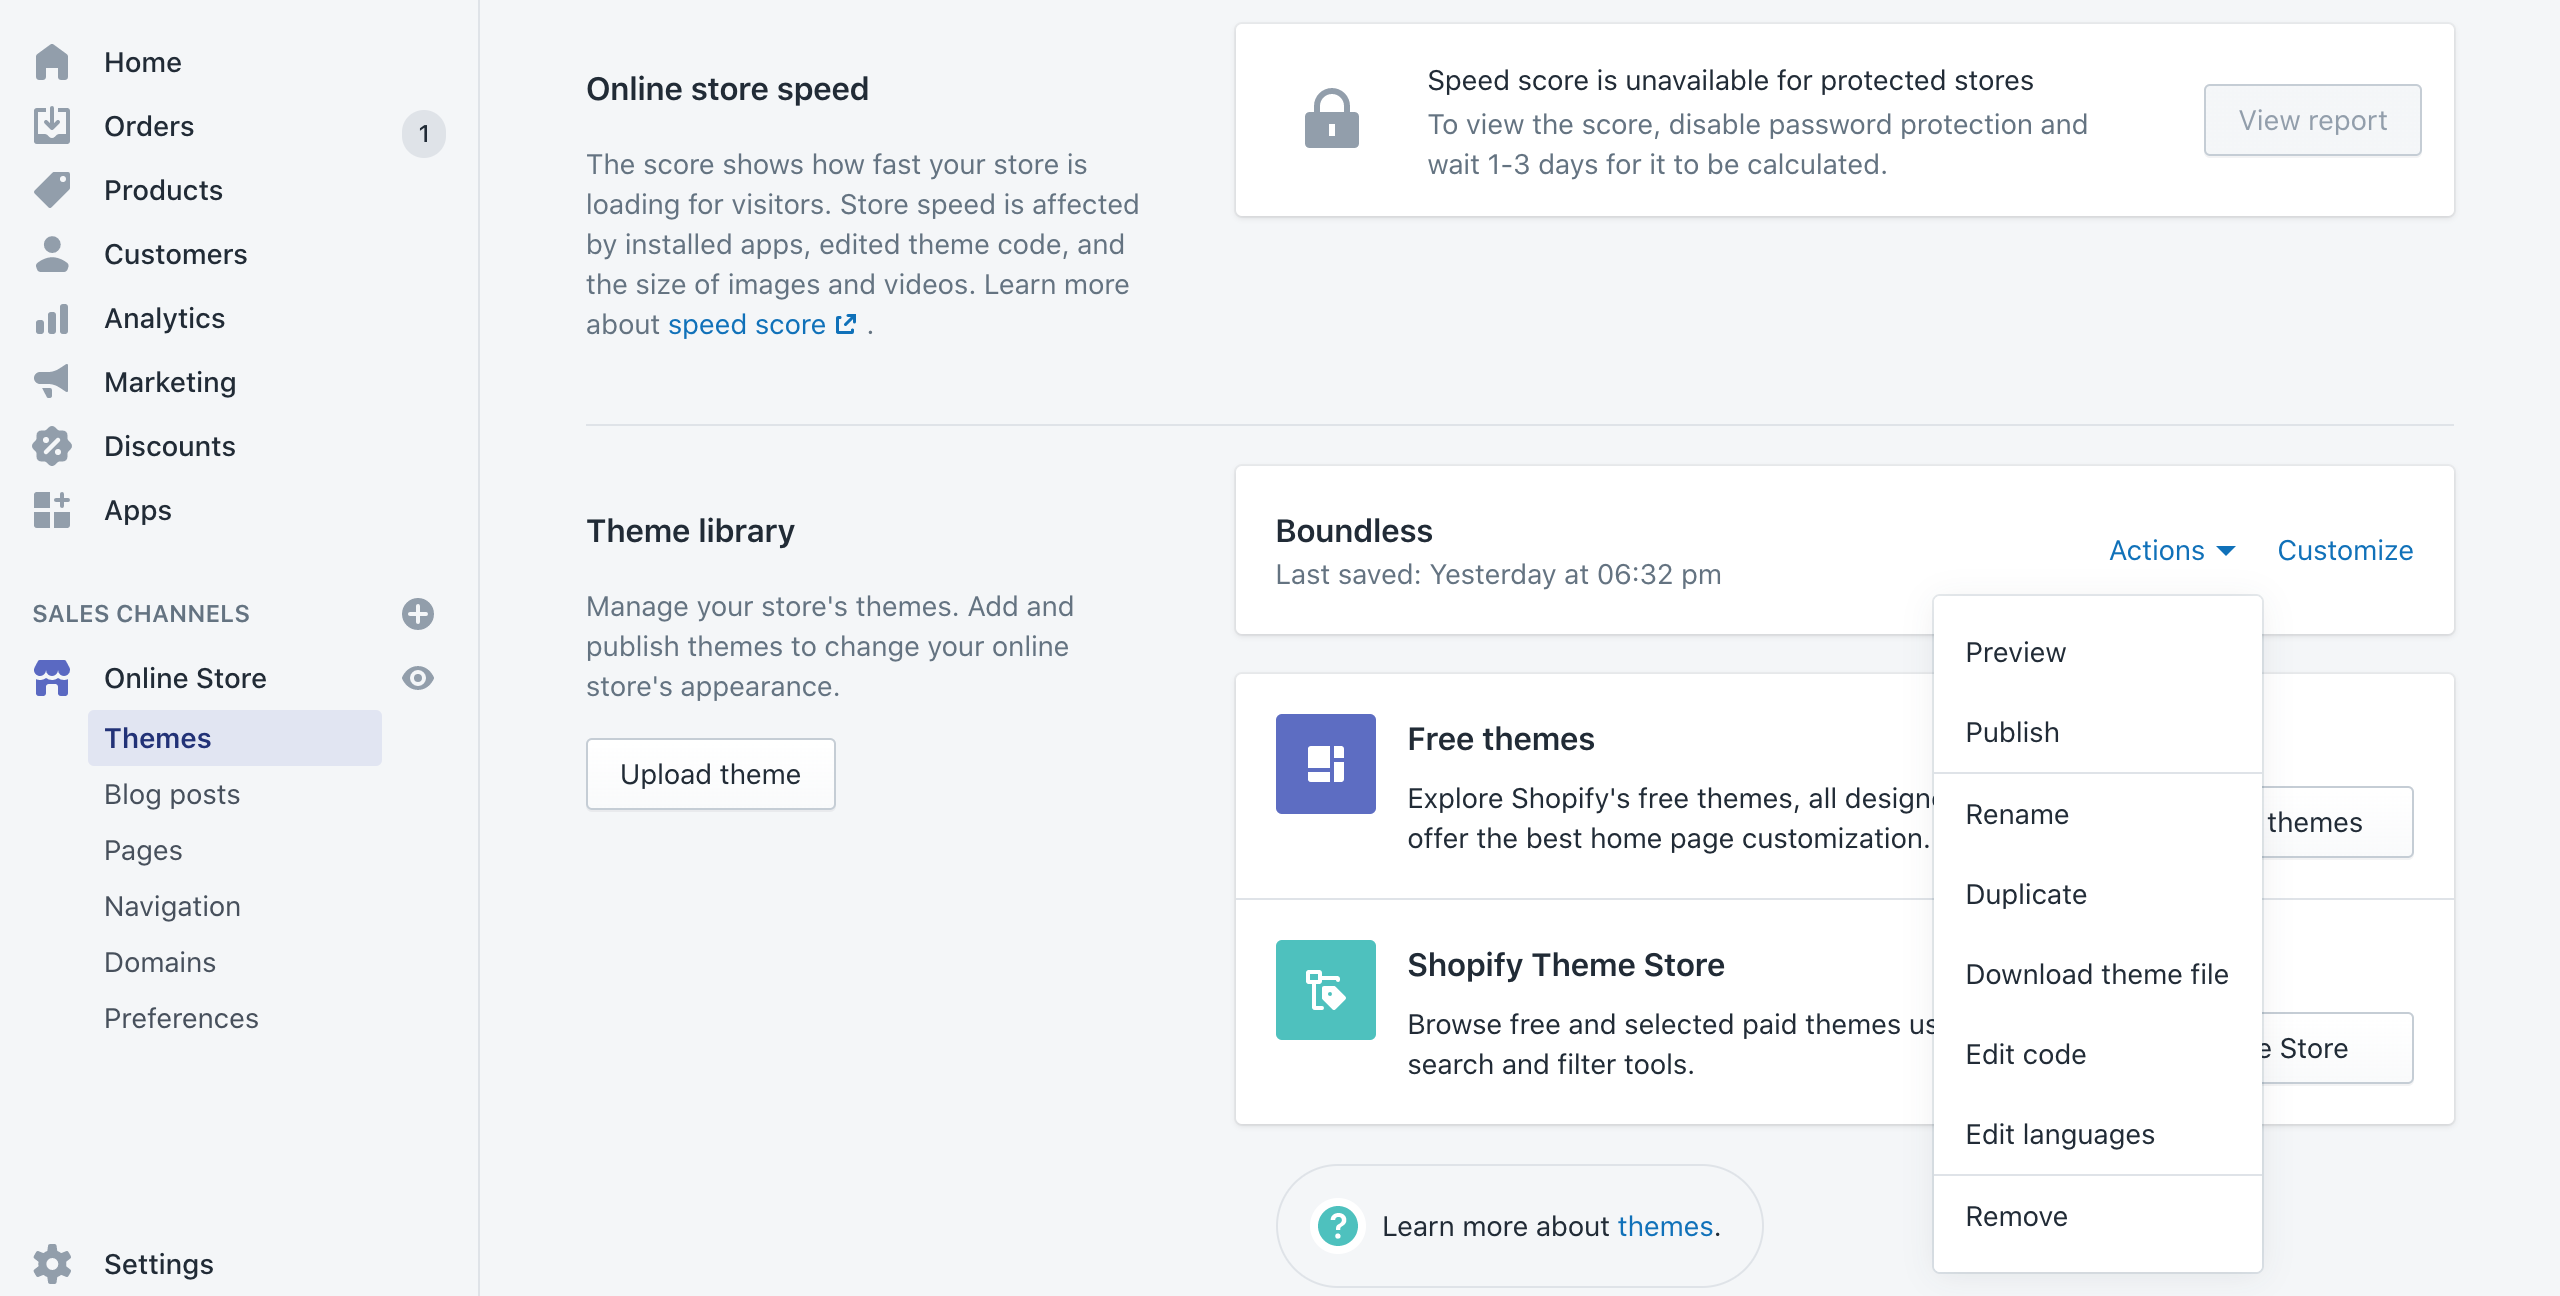 Home
Orders
1
Products
Customers
Analytics
Marketing
Discounts
Apps
SALES CHANNELS
Online Store
Themes
Blog posts
Pages
Navigation
Domains
Preferences
Settings
Online store speed
The score shows how fast your store is
loading for visitors. Store speed is affected
by installed apps, edited theme code, and
the size of images and videos. Learn more
about speed score .
Speed score is unavailable for protected stores
To view the score, disable password protection and
wait 1-3 days for it to be calculated.
View report
Theme library
Manage your store's themes. Add and
publish themes to change your online
store's appearance.
Upload theme
Boundless
Last saved: Yesterday at 06:32 pm
Actions
Customize
Preview
Publish
Rename
Duplicate
Download theme file
Edit code
Edit languages
Remove
Free themes
Explore Shopify's free themes, all design
offer the best home page customization.
themes
Shopify Theme Store
Browse free and selected paid themes us
search and filter tools.
e Store
Learn more about themes.
?